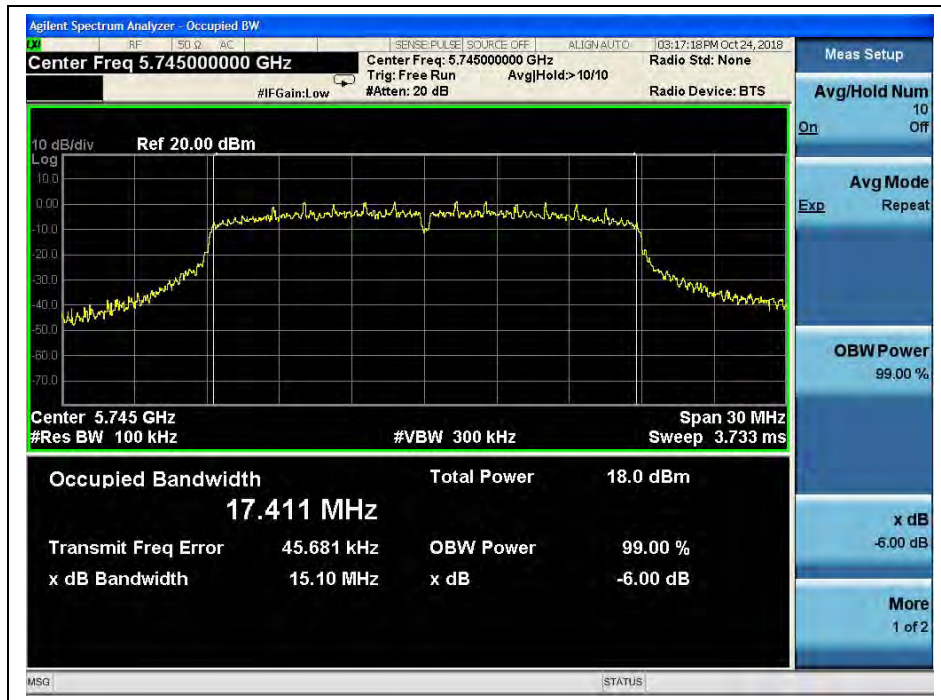 Agilent Spectrum Analyzer - Occupied BW
LXI RF 50 Ω AC SENSE:PULSE SOURCE OFF ALIGN AUTO 03:17:18 PM Oct 24, 2018
Center Freq 5.745000000 GHz
Center Freq: 5.745000000 GHz
Radio Std: None
Trig: Free Run Avg|Hold:>10/10
#IFGain:Low #Atten: 20 dB Radio Device: BTS
10 dB/div Ref 20.00 dBm
Log
10.0
0.00
-10.0
-20.0
-30.0
-40.0
-50.0
-60.0
-70.0
Center 5.745 GHz Span 30 MHz
#Res BW 100 kHz #VBW 300 kHz Sweep 3.733 ms
Occupied Bandwidth Total Power 18.0 dBm
17.411 MHz
Transmit Freq Error 45.681 kHz OBW Power 99.00 %
x dB Bandwidth 15.10 MHz x dB -6.00 dB
MSG STATUS
Meas Setup
Avg/Hold Num
10
On Off
Avg Mode
Exp Repeat
OBW Power
99.00 %
x dB
-6.00 dB
More
1 of 2